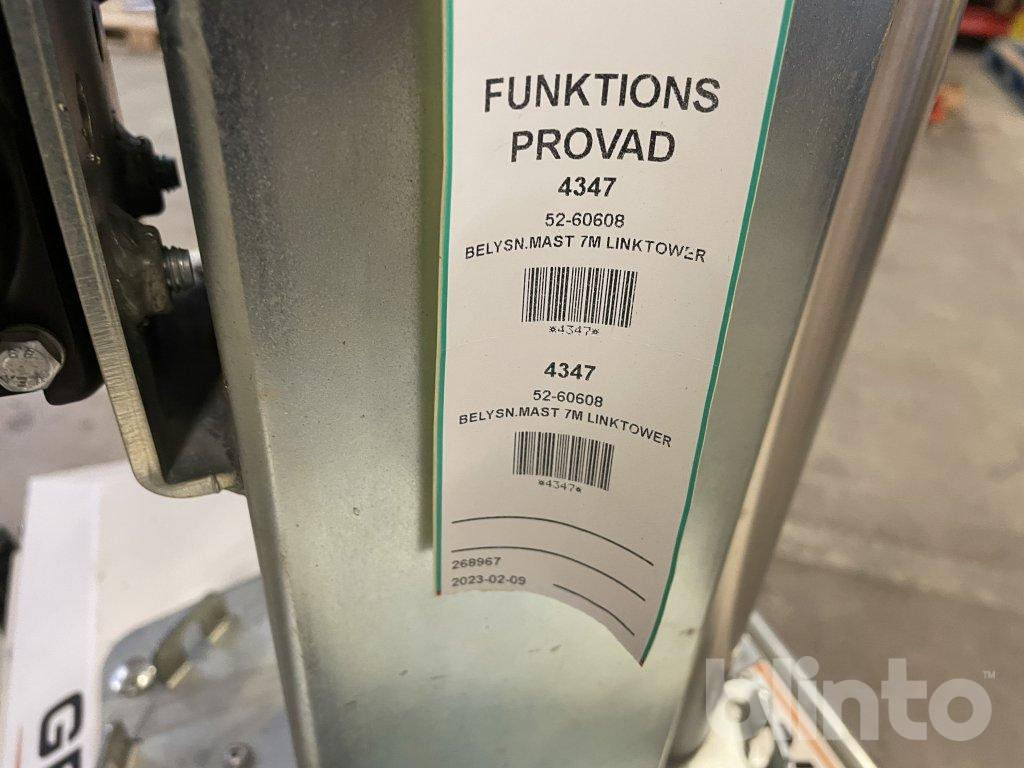 FUNKTIONS
PROVAD
4347
52-60608
BELYSN.MAST 7M LINKTOWER
*4347*
4347
52-60608
BELYSN.MAST 7M LINKTOWER
*4347*
268967
2023-02-09
blinto™